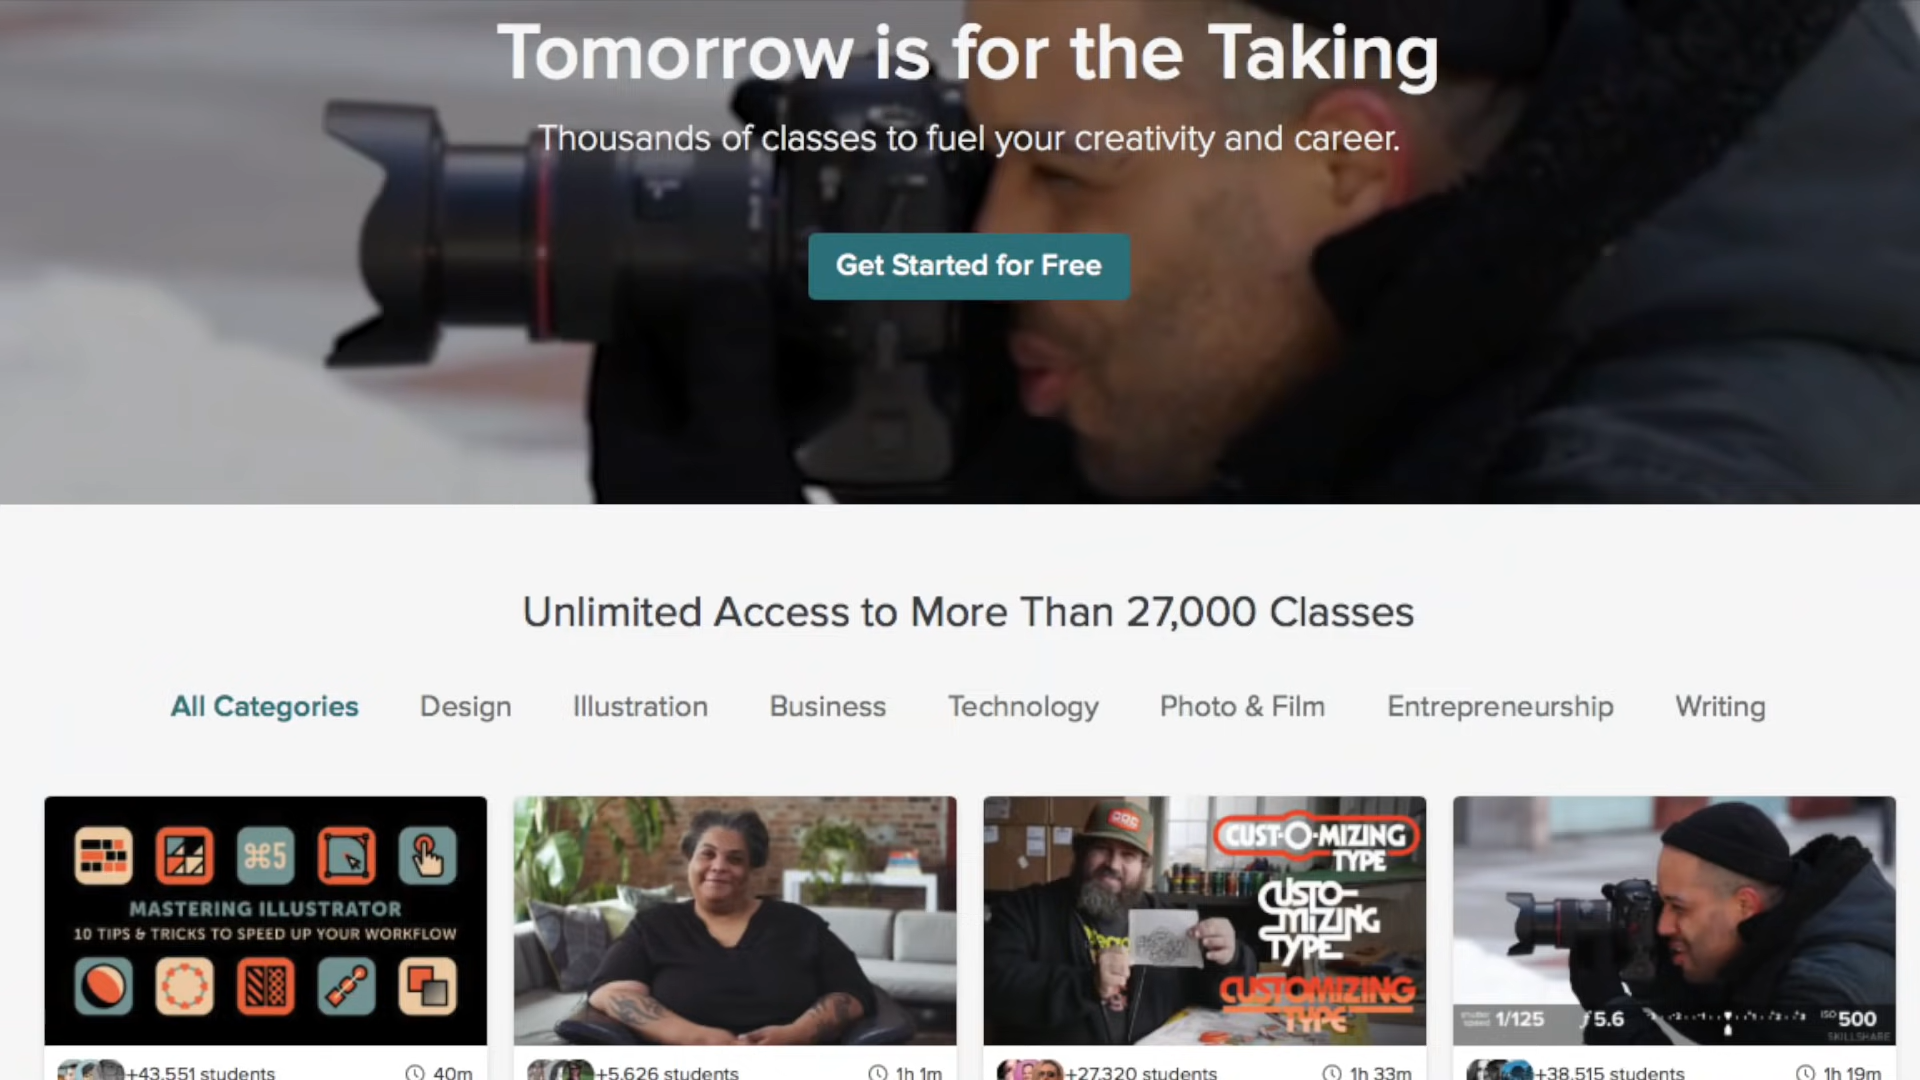 Tomorrow is for the Taking
Thousands of classes to fuel your creativity and career.
Get Started for Free
Unlimited Access to More Than 27,000 Classes
All Categories Design Illustration Business Technology Photo & Film Entrepreneurship Writing
⌘5
MASTERING ILLUSTRATOR
10 TIPS & TRICKS TO SPEED UP YOUR WORKFLOW
CUST-O-MIZING
TYPE
CUSTO-
MIZING
TYPE
CUSTOMIZING
TYPE
shutter speed 1/125 ƒ5.6 ISO 500
SKILLSHARE
+43,551 students 40m
+5,626 students 1h 1m
+27,320 students 1h 33m
+38,515 students 1h 19m